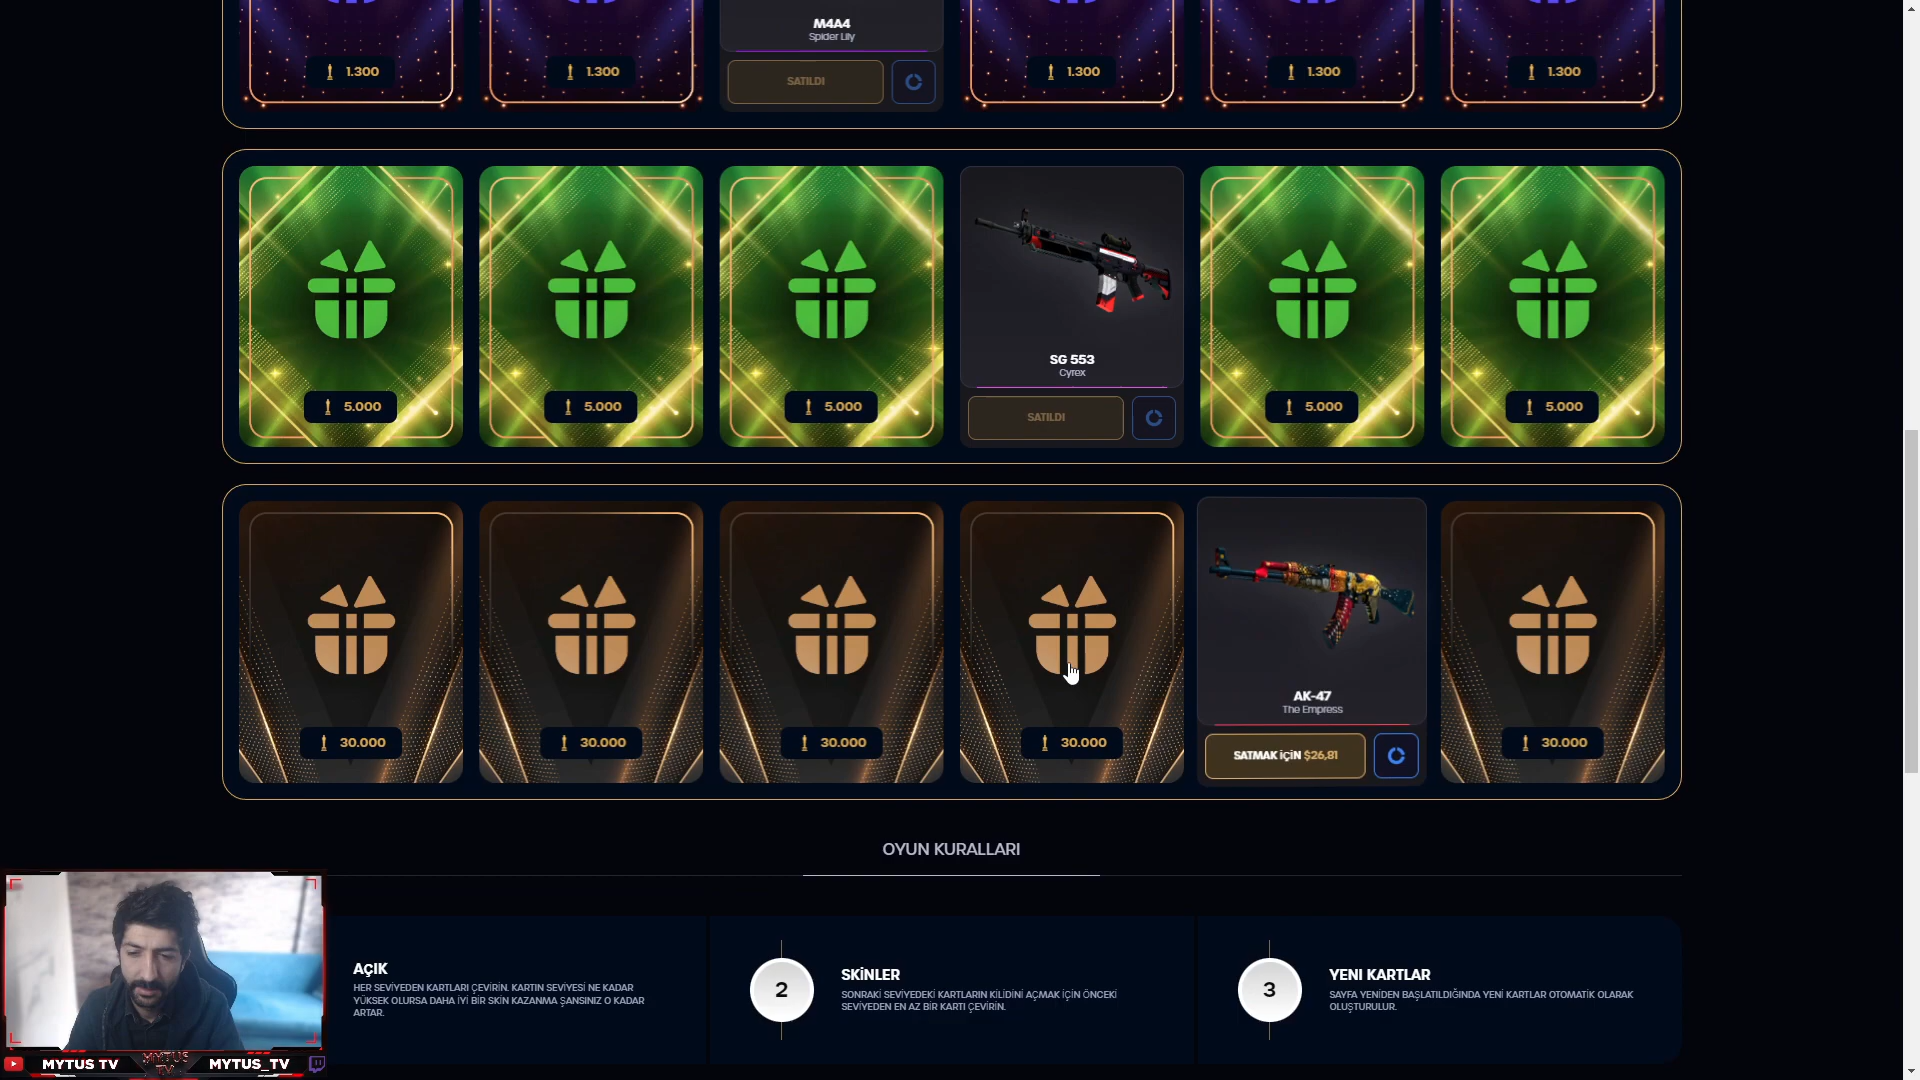 M4A4
Spider Lily
1.300
1.300
SATILDI
1.300
1.300
1.300
SG 553
Cyrex
5.000
5.000
5.000
SATILDI
5.000
5.000
AK-47
The Empress
30.000
30.000
30.000
30.000
SATMAK İÇİN $26,81
30.000
OYUN KURALLARI
AÇIK
HER SEVİYEDEN KARTLARI ÇEVİRİN. KARTIN SEVİYESİ NE KADAR
YÜKSEK OLURSA DAHA İYİ BİR SKIN KAZANMA ŞANSINIZ O KADAR
ARTAR.
2
SKİNLER
SONRAKİ SEVİYEDEKİ KARTLARIN KİLİDİNİ AÇMAK İÇİN ÖNCEKİ
SEVİYEDEN EN AZ BİR KARTI ÇEVİRİN.
3
YENI KARTLAR
SAYFA YENİDEN BAŞLATILDIĞINDA YENİ KARTLAR OTOMATİK OLARAK
OLUŞTURULUR.
MYTUS TV
MYTUS
TV
MYTUS_TV